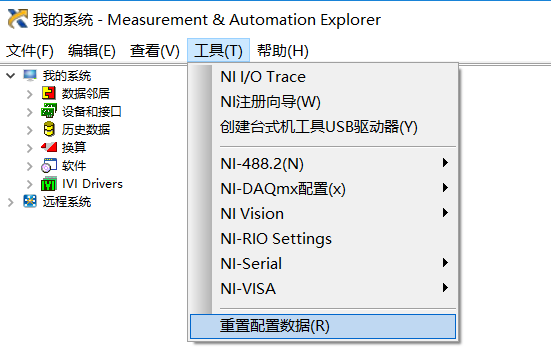 我的系统 - Measurement & Automation Explorer
文件(F) 编辑(E) 查看(V) 工具(T) 帮助(H)
我的系统
数据邻居
设备和接口
历史数据
换算
软件
IVI Drivers
远程系统
NI I/O Trace
NI注册向导(W)
创建台式机工具USB驱动器(Y)
NI-488.2(N)
NI-DAQmx配置(x)
NI Vision
NI-RIO Settings
NI-Serial
NI-VISA
重置配置数据(R)